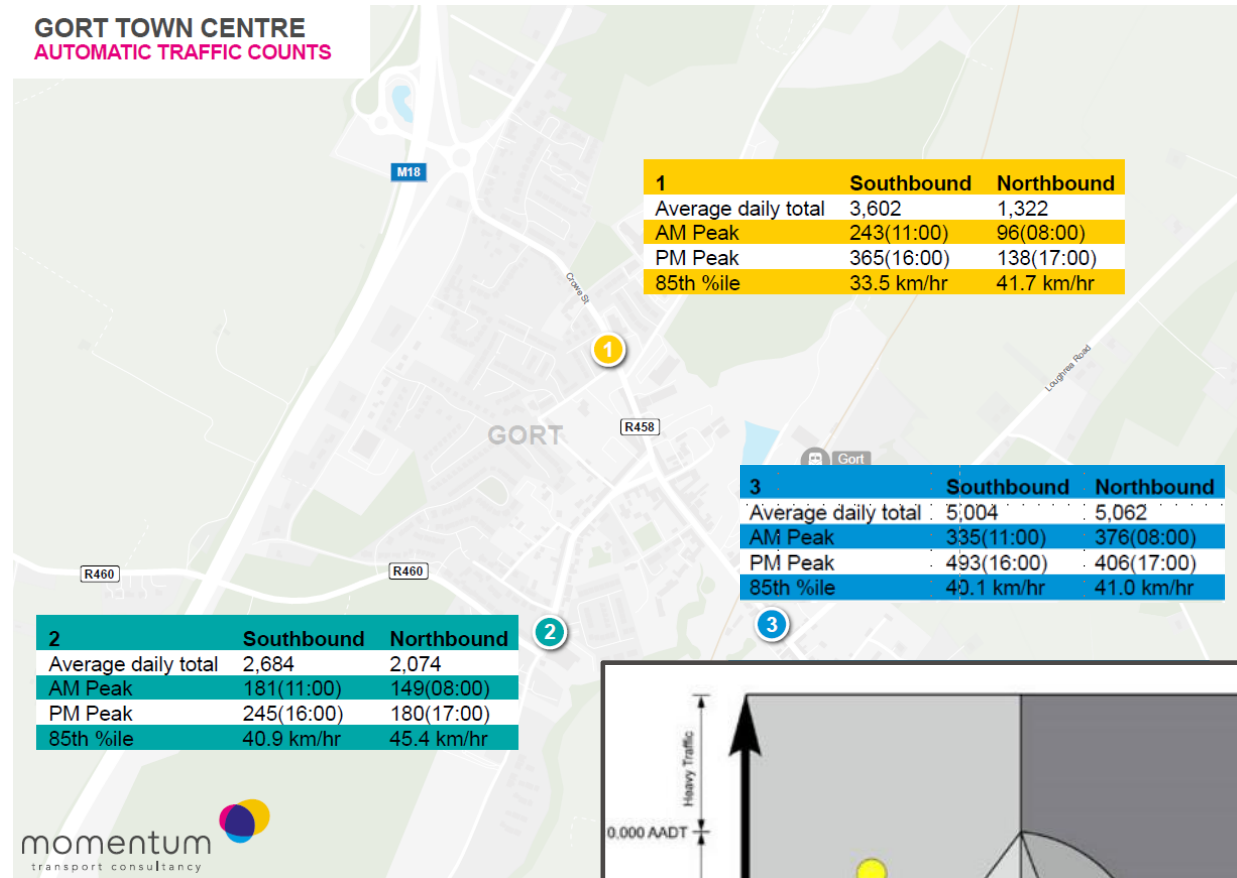 GORT TOWN CENTRE
AUTOMATIC TRAFFIC COUNTS
M18
1 Southbound Northbound
Average daily total 3,602 1,322
AM Peak 243(11:00) 96(08:00)
PM Peak 365(16:00) 138(17:00)
85th %ile 33.5 km/hr 41.7 km/hr
Crowe St
1
Loughrea Road
R458
GORT
Gort
3 Southbound Northbound
Average daily total 5,004 5,062
AM Peak 335(11:00) 376(08:00)
PM Peak 493(16:00) 406(17:00)
85th %ile 40.1 km/hr 41.0 km/hr
R460
R460
2
3
2 Southbound Northbound
Average daily total 2,684 2,074
AM Peak 181(11:00) 149(08:00)
PM Peak 245(16:00) 180(17:00)
85th %ile 40.9 km/hr 45.4 km/hr
Heavy Traffic
0,000 AADT
momentum
transport consultancy